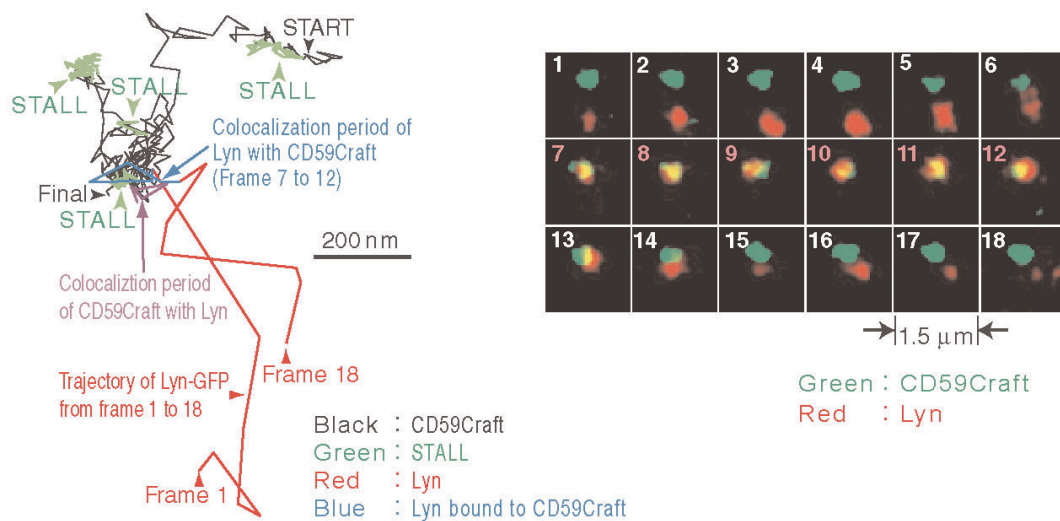 START
STALL
STALL
STALL
Colocalization period of
Lyn with CD59Craft
(Frame 7 to 12)
Final
STALL
200 nm
Colocaliztion period
of CD59Craft with Lyn
Frame 18
Trajectory of Lyn-GFP
from frame 1 to 18
Frame 1
Black : CD59Craft
Green : STALL
Red : Lyn
Blue : Lyn bound to CD59Craft
1 2 3 4 5 6
7 8 9 10 11 12
13 14 15 16 17 18
1.5 μm
Green : CD59Craft
Red : Lyn